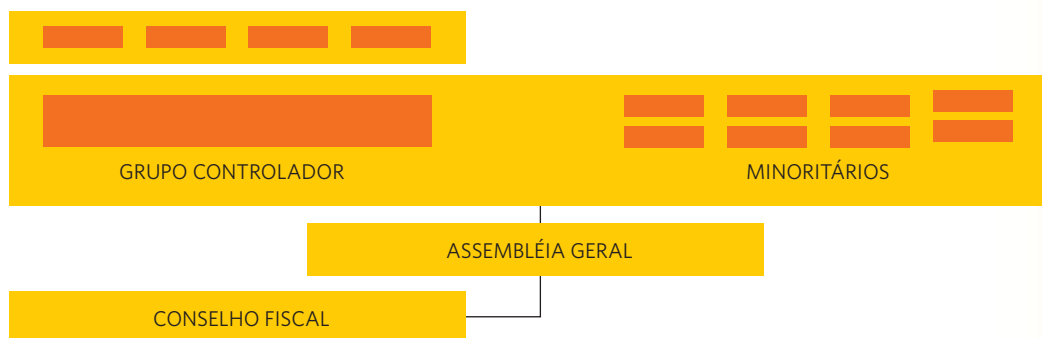 GRUPO CONTROLADOR
MINORITÁRIOS
ASSEMBLÉIA GERAL
CONSELHO FISCAL